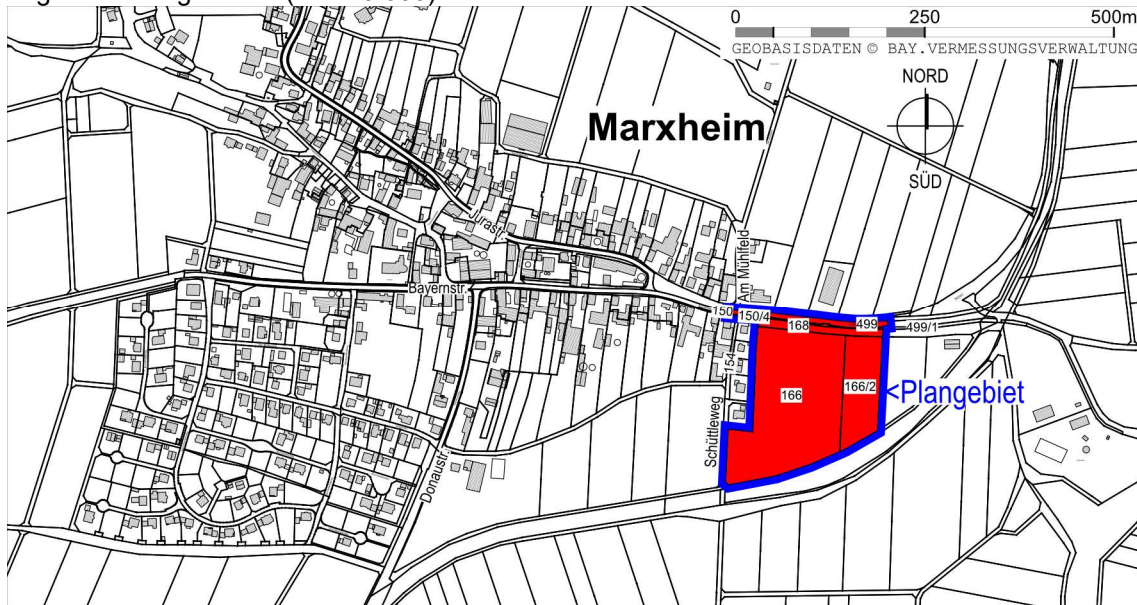 0 250 500m
GEOBASISDATEN © BAY.VERMESSUNGSVERWALTUNG
NORD
Marxheim
SÜD
Jurastr.
Am Mühlfeld
Bayernstr.
150
150/4
168
499
499/1
154
166
166/2
<Plangebiet
Schüttleweg
Donaustr.